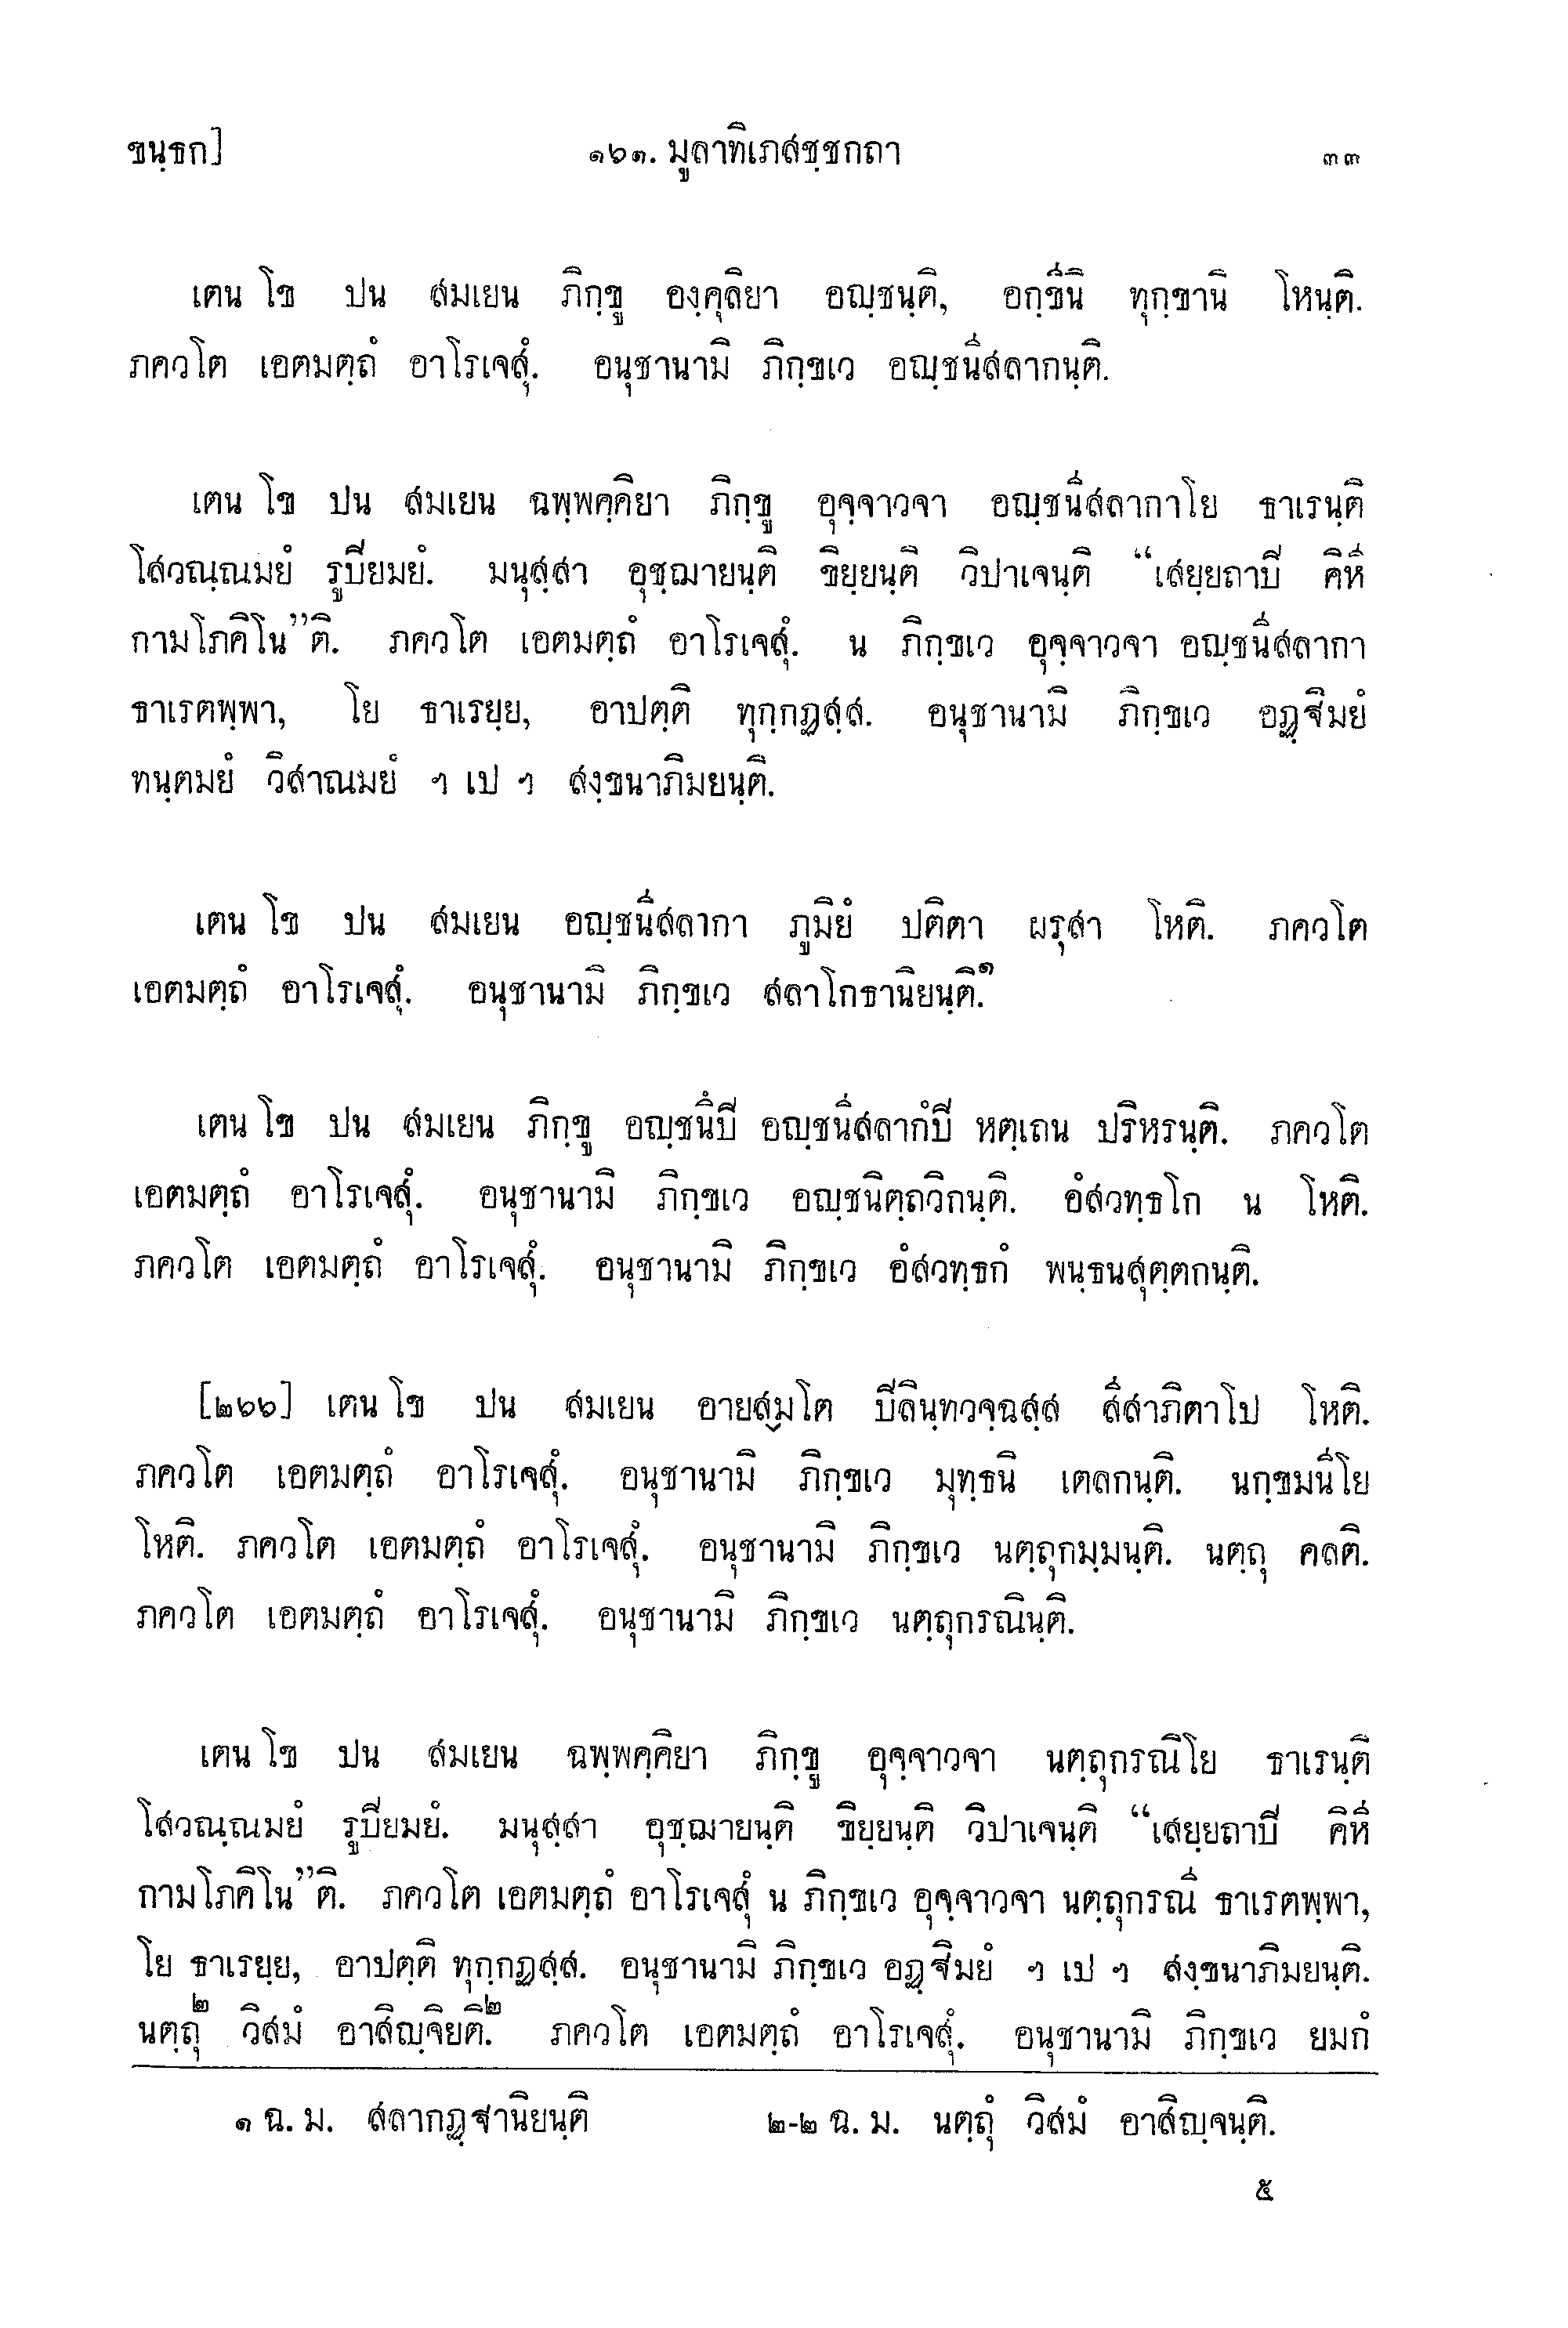 ขนฺธก] ๑๖๓. มูลาทิเภสชฺชกถา ๓๓
เตน โข ปน สมเยน ภิกฺขู องฺคุลิยา อญฺชนฺติ, อกฺขีนิ ทุกฺขานิ โหนฺติ.
ภควโต เอตมตฺถํ อาโรเจสุํ. อนุชานามิ ภิกฺขเว อญฺชนีสลากนฺติ.
เตน โข ปน สมเยน ฉพฺพคฺคิยา ภิกฺขู อุจฺจาวจา อญฺชนีสลากาโย ธาเรนฺติ
โสวณฺณมยํ รูปิยมยํ. มนุสฺสา อุชฺฌายนฺติ ขิยฺยนฺติ วิปาเจนฺติ “เสยฺยถาปิ คิหี
กามโภคิโน”ติ. ภควโต เอตมตฺถํ อาโรเจสุํ. น ภิกฺขเว อุจฺจาวจา อญฺชนีสลากา
ธาเรตพฺพา, โย ธาเรยฺย, อาปตฺติ ทุกฺกฏสฺส. อนุชานามิ ภิกฺขเว อฏฺฐิมยํ
ทนฺตมยํ วิสาณมยํ ฯ เป ฯ สงฺขนาภิมยนฺติ.
เตน โข ปน สมเยน อญฺชนีสลากา ภูมิยํ ปติตา ผรุสา โหติ. ภควโต
เอตมตฺถํ อาโรเจสุํ. อนุชานามิ ภิกฺขเว สลาโกธานิยนฺติ.๑
เตน โข ปน สมเยน ภิกฺขู อญฺชนึปิ อญฺชนีสลากํปิ หตฺเถน ปริหรนฺติ. ภควโต
เอตมตฺถํ อาโรเจสุํ. อนุชานามิ ภิกฺขเว อญฺชนิตฺถวิกนฺติ. อํสวทฺธโก น โหติ.
ภควโต เอตมตฺถํ อาโรเจสุํ. อนุชานามิ ภิกฺขเว อํสวทฺธกํ พนฺธนสุตฺตกนฺติ.
[๒๖๖] เตน โข ปน สมเยน อายสฺมโต ปิลินฺทวจฺฉสฺส สีสาภิตาโป โหติ.
ภควโต เอตมตฺถํ อาโรเจสุํ. อนุชานามิ ภิกฺขเว มุทฺธนิ เตลกนฺติ. นกฺขมนีโย
โหติ. ภควโต เอตมตฺถํ อาโรเจสุํ. อนุชานามิ ภิกฺขเว นตฺถุกมฺมนฺติ. นตฺถุ คลติ.
ภควโต เอตมตฺถํ อาโรเจสุํ. อนุชานามิ ภิกฺขเว นตฺถุกรณินฺติ.
เตน โข ปน สมเยน ฉพฺพคฺคิยา ภิกฺขู อุจฺจาวจา นตฺถุกรณิโย ธาเรนฺติ
โสวณฺณมยํ รูปิยมยํ. มนุสฺสา อุชฺฌายนฺติ ขิยฺยนฺติ วิปาเจนฺติ “เสยฺยถาปิ คิหี
กามโภคิโน”ติ. ภควโต เอตมตฺถํ อาโรเจสุํ น ภิกฺขเว อุจฺจาวจา นตฺถุกรณี ธาเรตพฺพา,
โย ธาเรยฺย, อาปตฺติ ทุกฺกฏสฺส. อนุชานามิ ภิกฺขเว อฏฺฐิมยํ ฯ เป ฯ สงฺขนาภิมยนฺติ.
นตฺถุ๒ วิสมํ อาสิญฺจิยติ.๒ ภควโต เอตมตฺถํ อาโรเจสุํ. อนุชานามิ ภิกฺขเว ยมกํ
๑ ฉ. ม. สลากฏฺฐานิยนฺติ ๒-๒ ฉ. ม. นตฺถุํ วิสมํ อาสิญฺจนฺติ.
๕